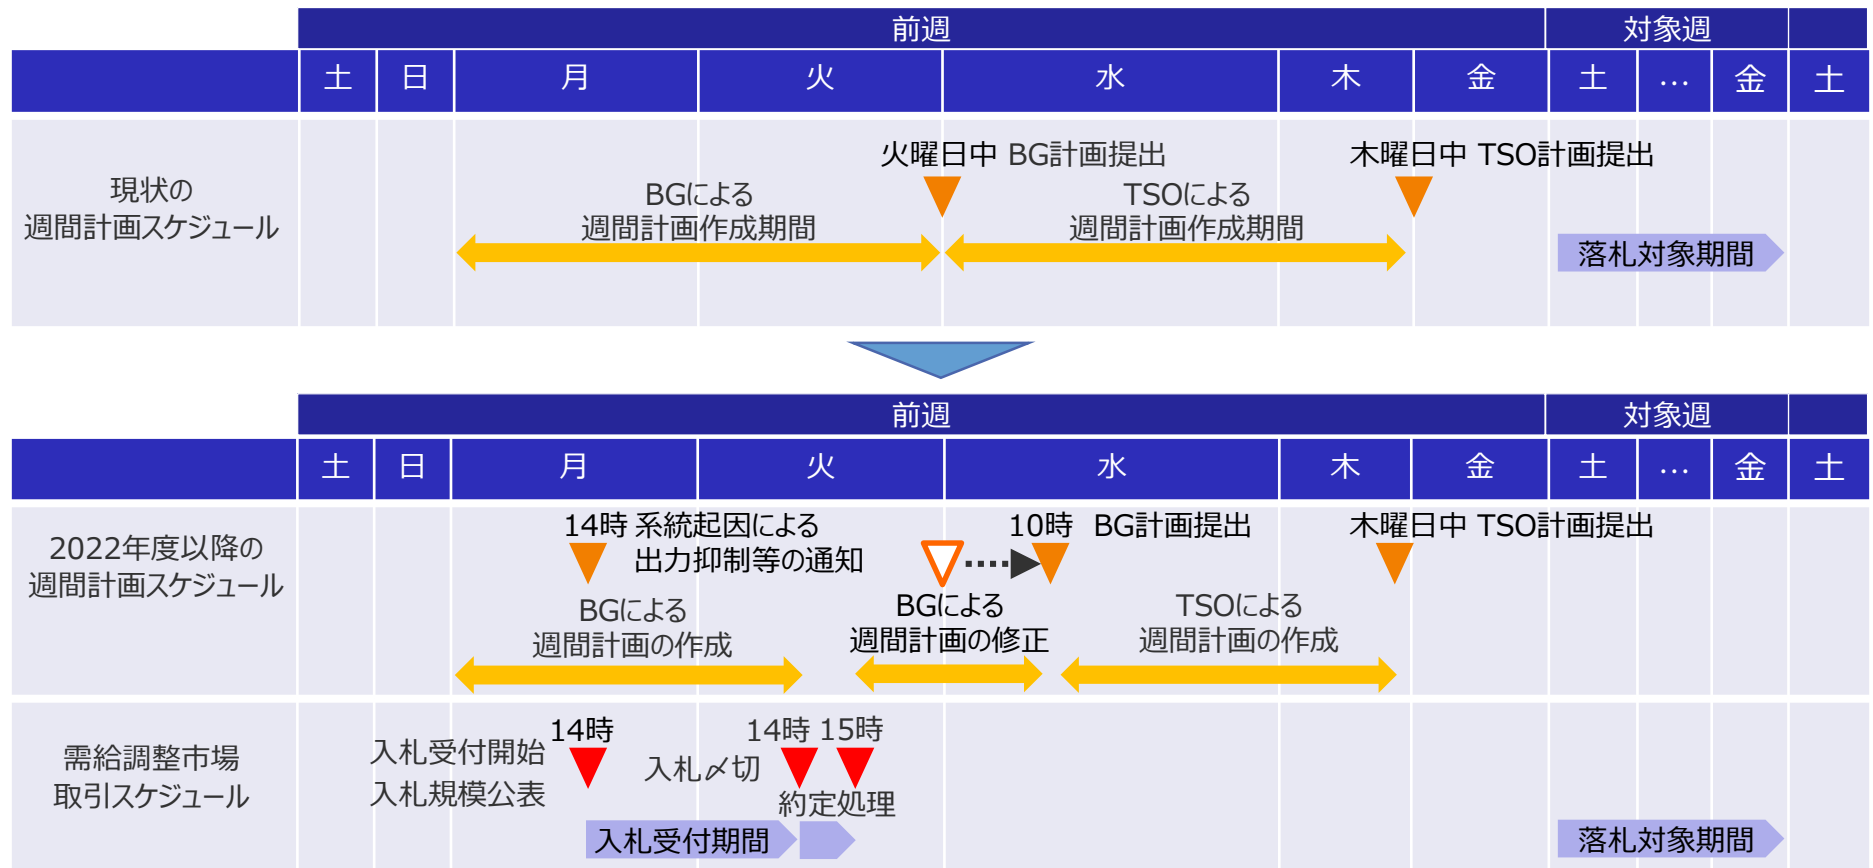 前週 対象週
土 日 月 火 水 木 金 土 … 金 土
現状の
週間計画スケジュール
火曜日中 BG計画提出
木曜日中 TSO計画提出
BGによる
週間計画作成期間
TSOによる
週間計画作成期間
落札対象期間
前週 対象週
土 日 月 火 水 木 金 土 … 金 土
2022年度以降の
週間計画スケジュール
14時 系統起因による
出力抑制等の通知
10時 BG計画提出
木曜日中 TSO計画提出
BGによる
週間計画の作成
BGによる
週間計画の修正
TSOによる
週間計画の作成
需給調整市場
取引スケジュール
入札受付開始
入札規模公表
14時
入札〆切
14時 15時
約定処理
入札受付期間
落札対象期間